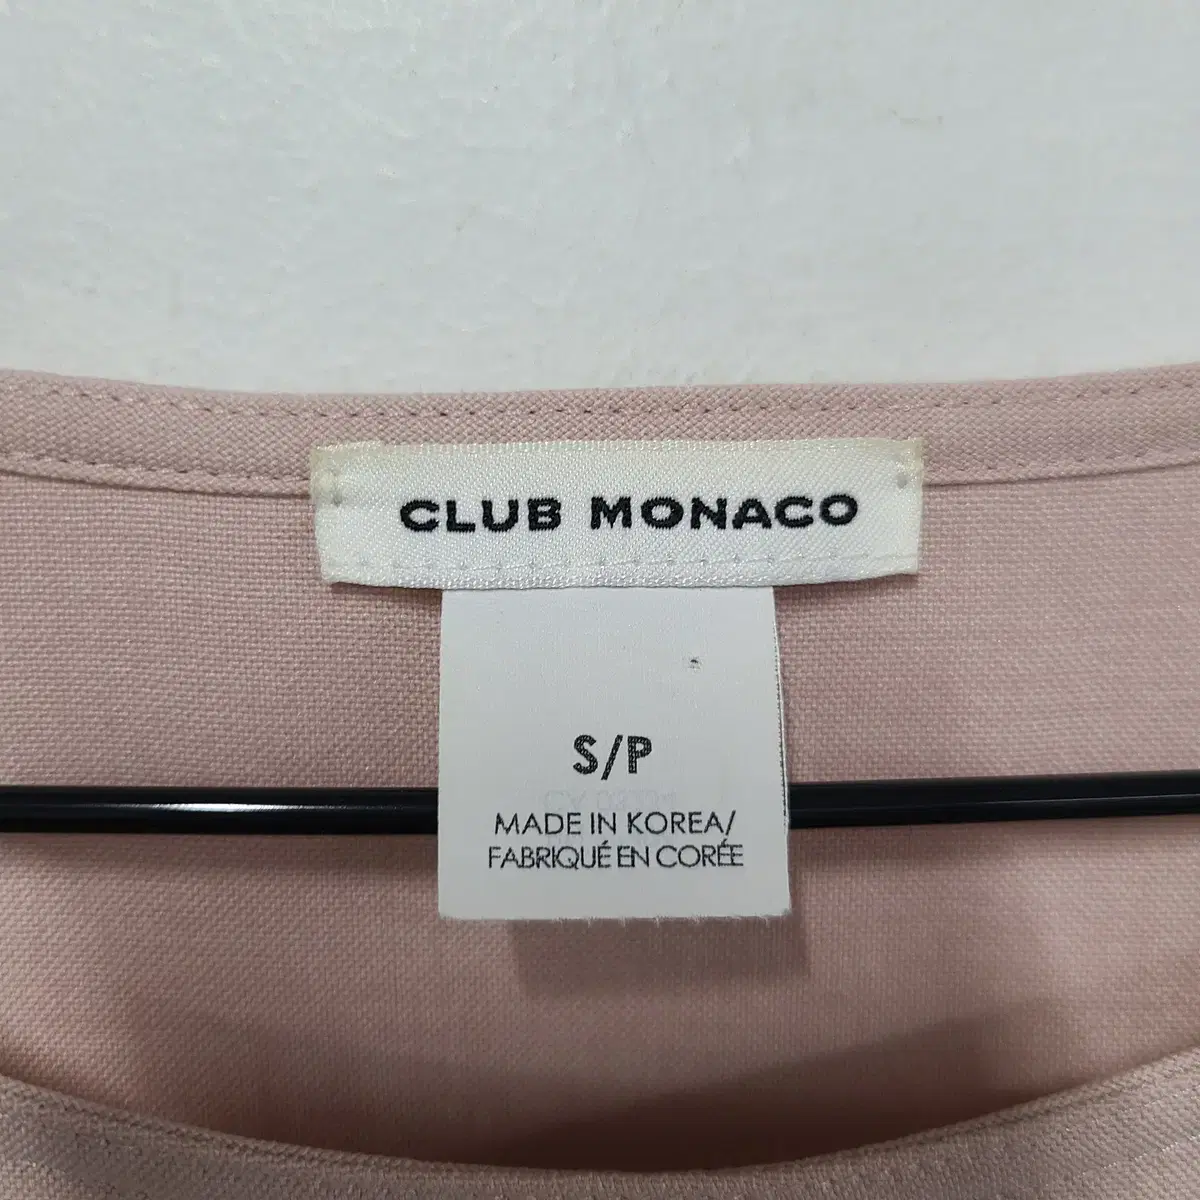 CLUB MONACO
S/P
MADE IN KOREA/
FABRIQUÉ EN CORÉE